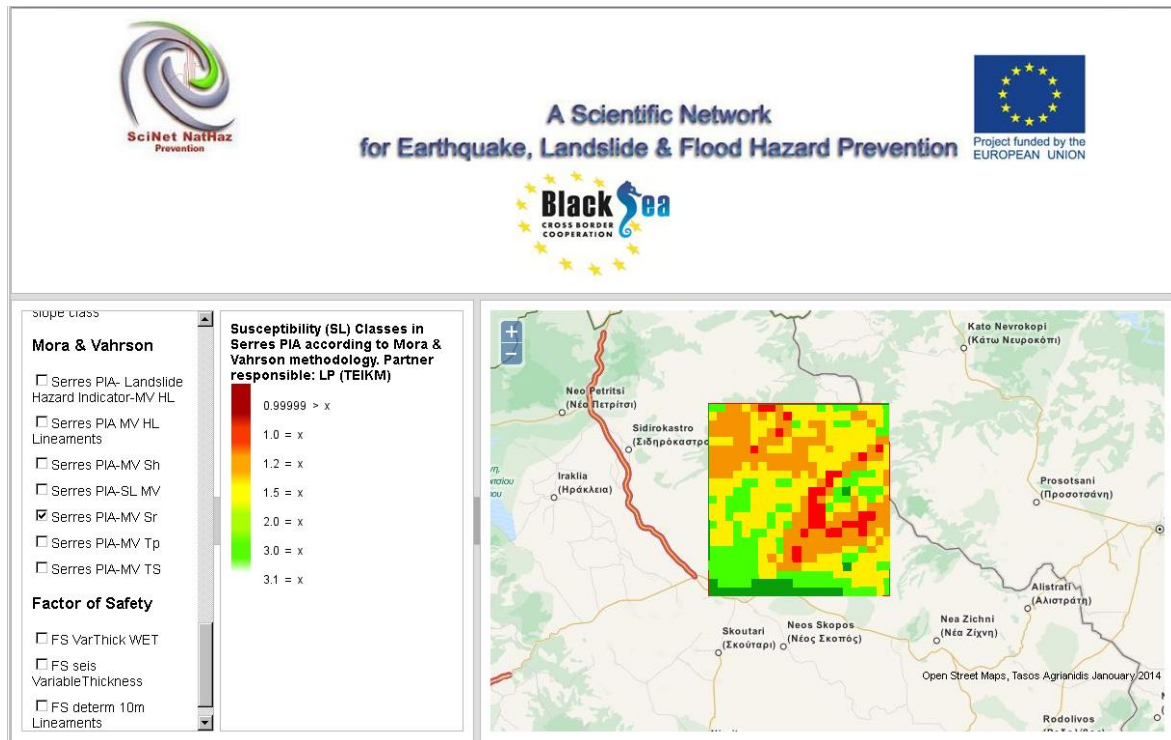 SciNet NatHaz
Prevention
A Scientific Network
for Earthquake, Landslide & Flood Hazard Prevention
Project funded by the
EUROPEAN UNION
Black Sea
CROSS BORDER
COOPERATION
slope class
Mora & Vahrson
Serres PIA- Landslide
Hazard Indicator-MV HL
Serres PIA MV HL
Lineaments
Serres PIA-MV Sh
Serres PIA-SL MV
Serres PIA-MV Sr
Serres PIA-MV Tp
Serres PIA-MV TS
Factor of Safety
FS VarThick WET
FS seis
VariableThickness
FS determ 10m
Lineaments
Susceptibility (SL) Classes in
Serres PIA according to Mora &
Vahrson methodology. Partner
responsible: LP (TEIKM)
0.99999 > x
1.0 = x
1.2 = x
1.5 = x
2.0 = x
3.0 = x
3.1 = x
+
−
Kato Nevrokopi
(Κάτω Νευροκόπι)
Neo Petritsi
(Νέο Πετρίτσι)
Sidirokastro
(Σιδηρόκαστρο
Iraklia
(Ηράκλεια)
Prosotsani
(Προσοτσάνη)
Alistrati
(Αλιστράτη)
Skoutari
(Σκούταρι)
Neos Skopos
(Νέος Σκοπός)
Nea Zichni
(Νέα Ζίχνη)
Open Street Maps, Tasos Agrianidis Janouary 2014
Rodolivos